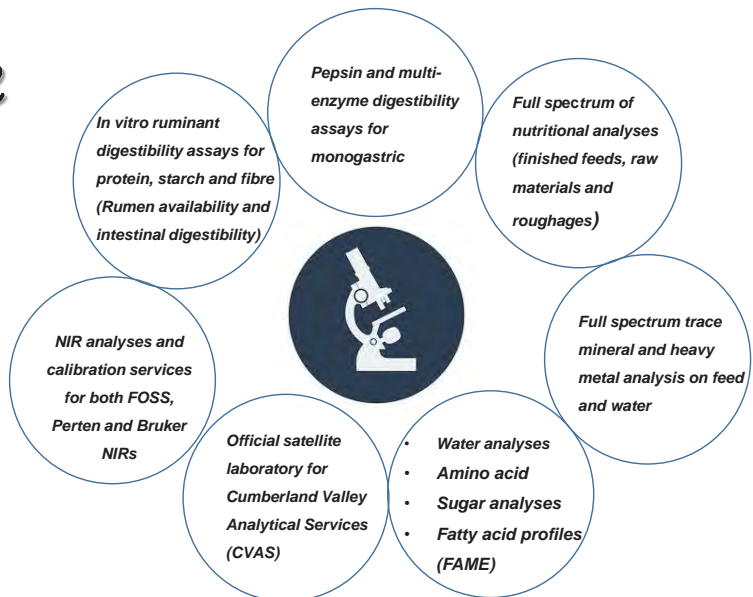 Pepsin and multi-
enzyme digestibility
assays for
monogastric
Full spectrum of
nutritional analyses
(finished feeds, raw
materials and
roughages)
Full spectrum trace
mineral and heavy
metal analysis on feed
and water
• Water analyses
• Amino acid
• Sugar analyses
• Fatty acid profiles
(FAME)
Official satellite
laboratory for
Cumberland Valley
Analytical Services
(CVAS)
NIR analyses and
calibration services
for both FOSS,
Perten and Bruker
NIRs
In vitro ruminant
digestibility assays for
protein, starch and fibre
(Rumen availability and
intestinal digestibility)